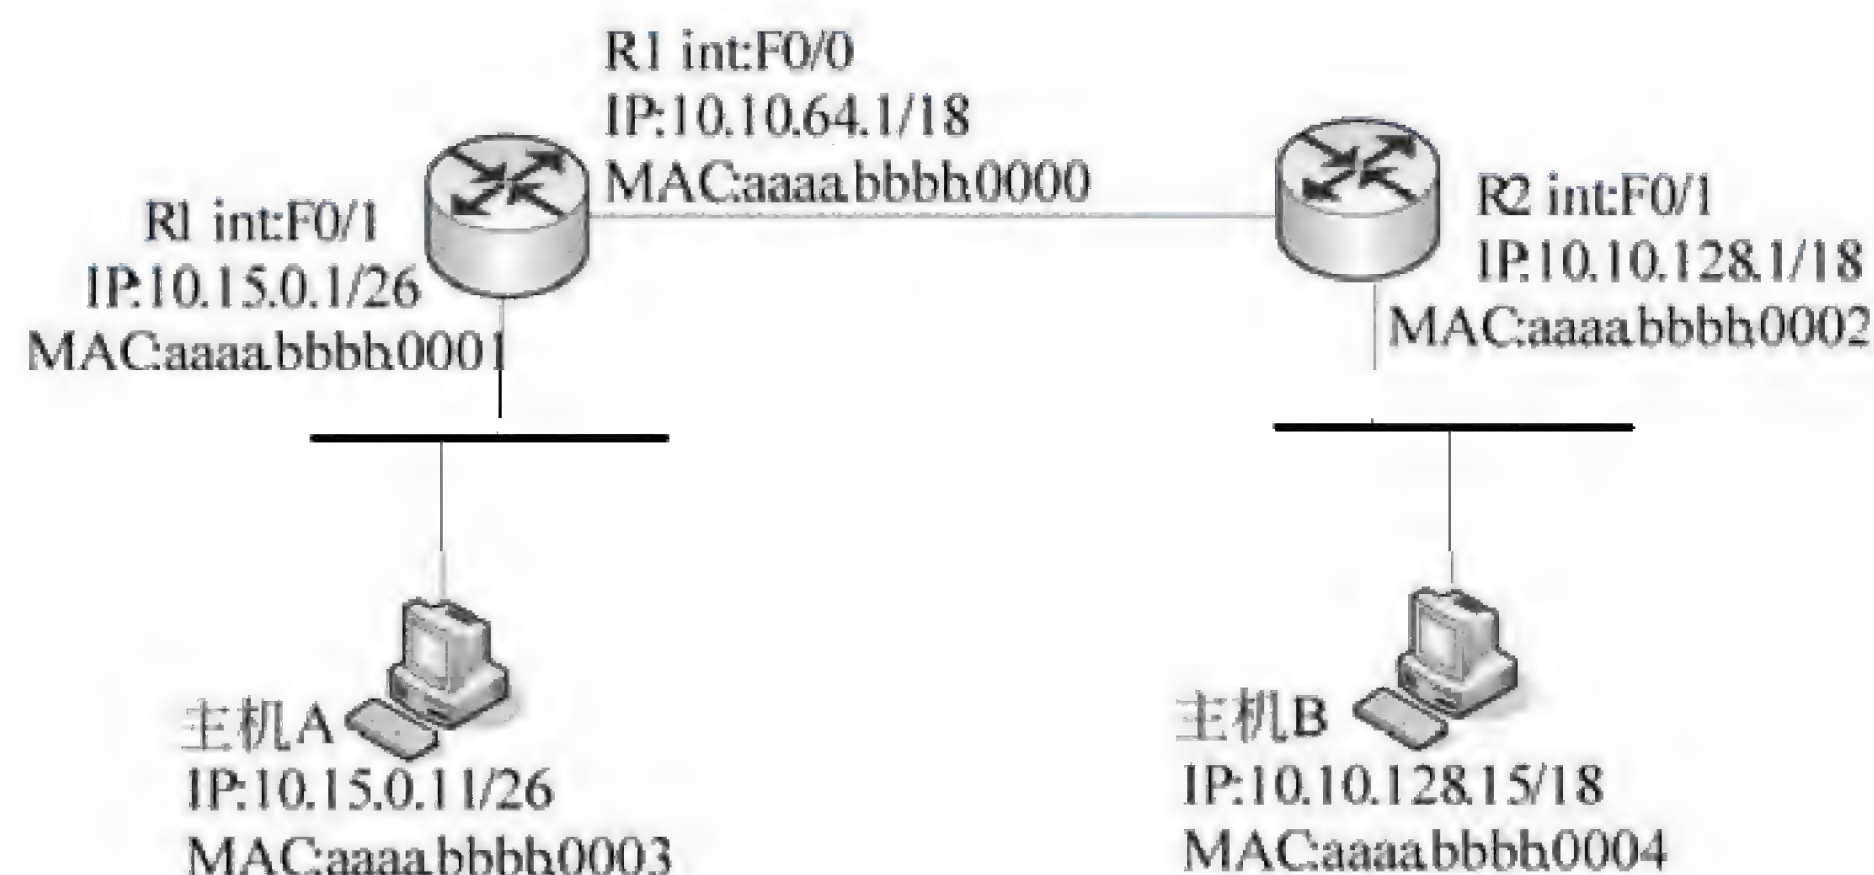 R1 int:F0/0
IP:10.10.64.1/18
MAC:aaaa.bbbb.0000
R1 int:F0/1
IP:10.15.0.1/26
MAC:aaaa.bbbb.0001
R2 int:F0/1
IP:10.10.128.1/18
MAC:aaaa.bbbb.0002
主机A
IP:10.15.0.11/26
MAC:aaaa.bbbb.0003
主机B
IP:10.10.128.15/18
MAC:aaaa.bbbb.0004